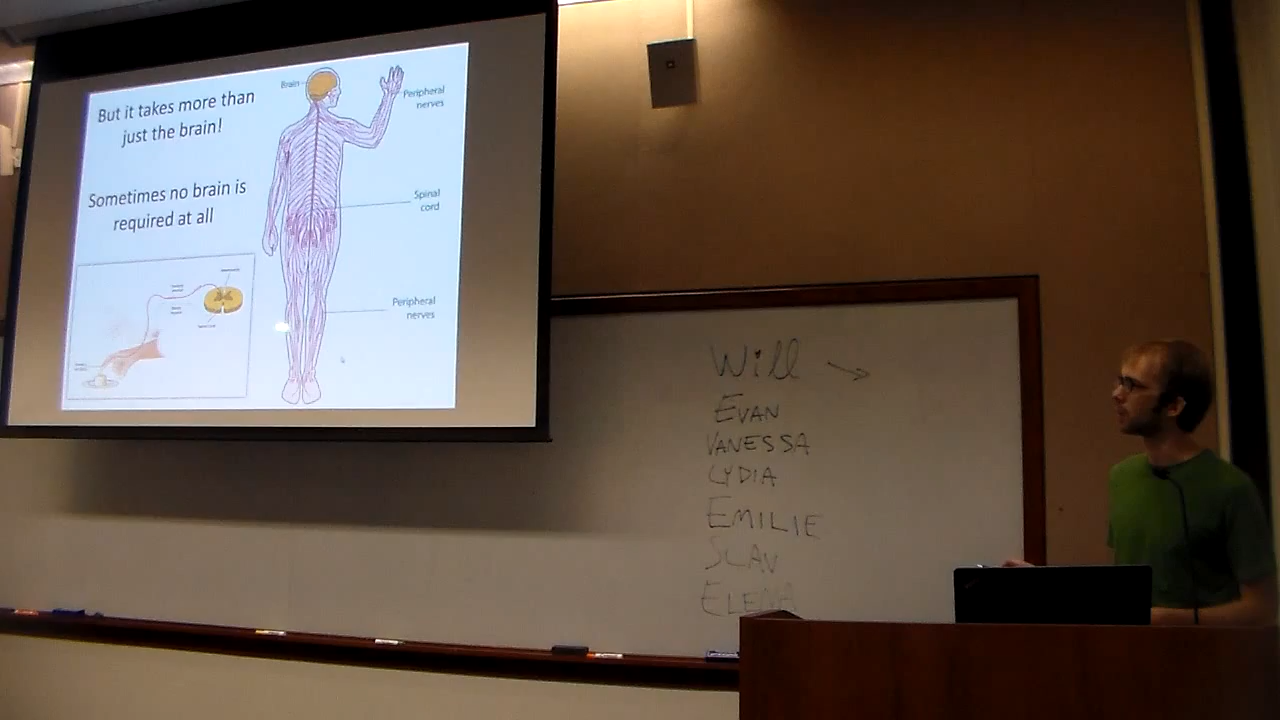 But it takes more than
just the brain!
Sometimes no brain is
required at all
Brain
Peripheral
nerves
Spinal
cord
Peripheral
nerves
Will
EVAN
VANESSA
LYDIA
EMILIE
SLAV
ELENA